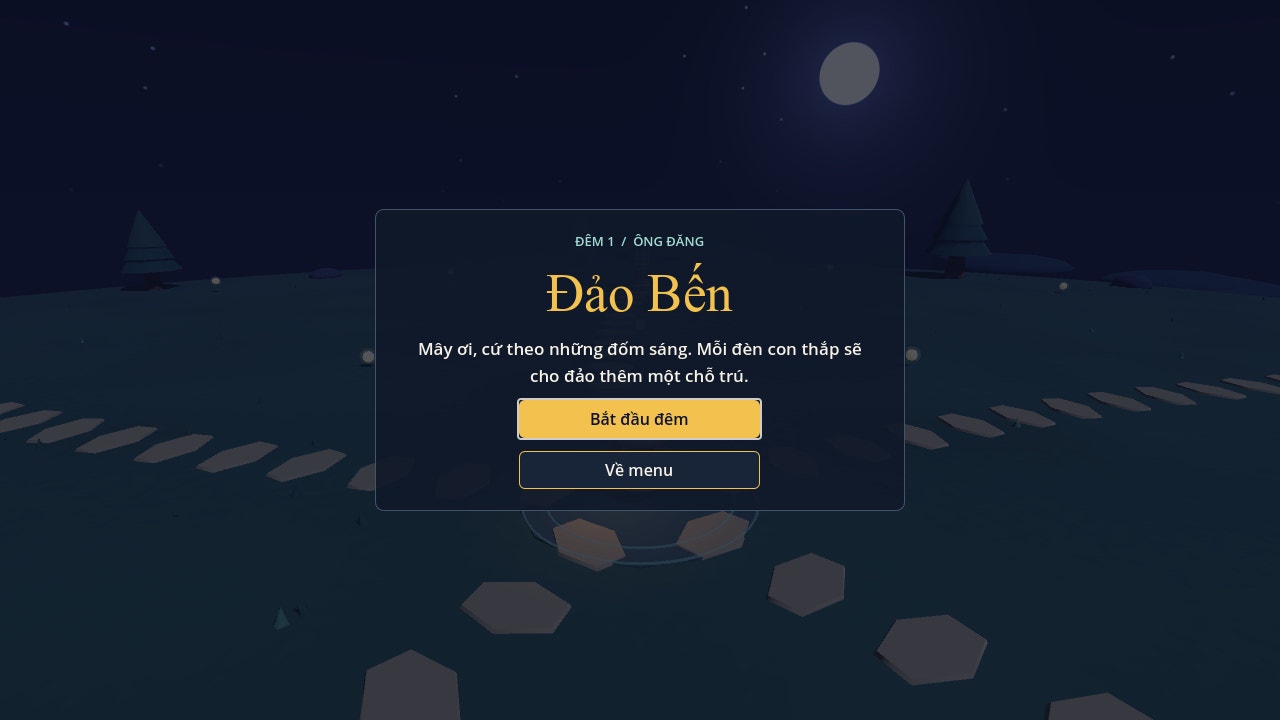 ĐÊM 1 / ÔNG ĐĂNG
Đảo Bến
Mây ơi, cứ theo những đốm sáng. Mỗi đèn con thắp sẽ
cho đảo thêm một chỗ trú.
Bắt đầu đêm
Về menu